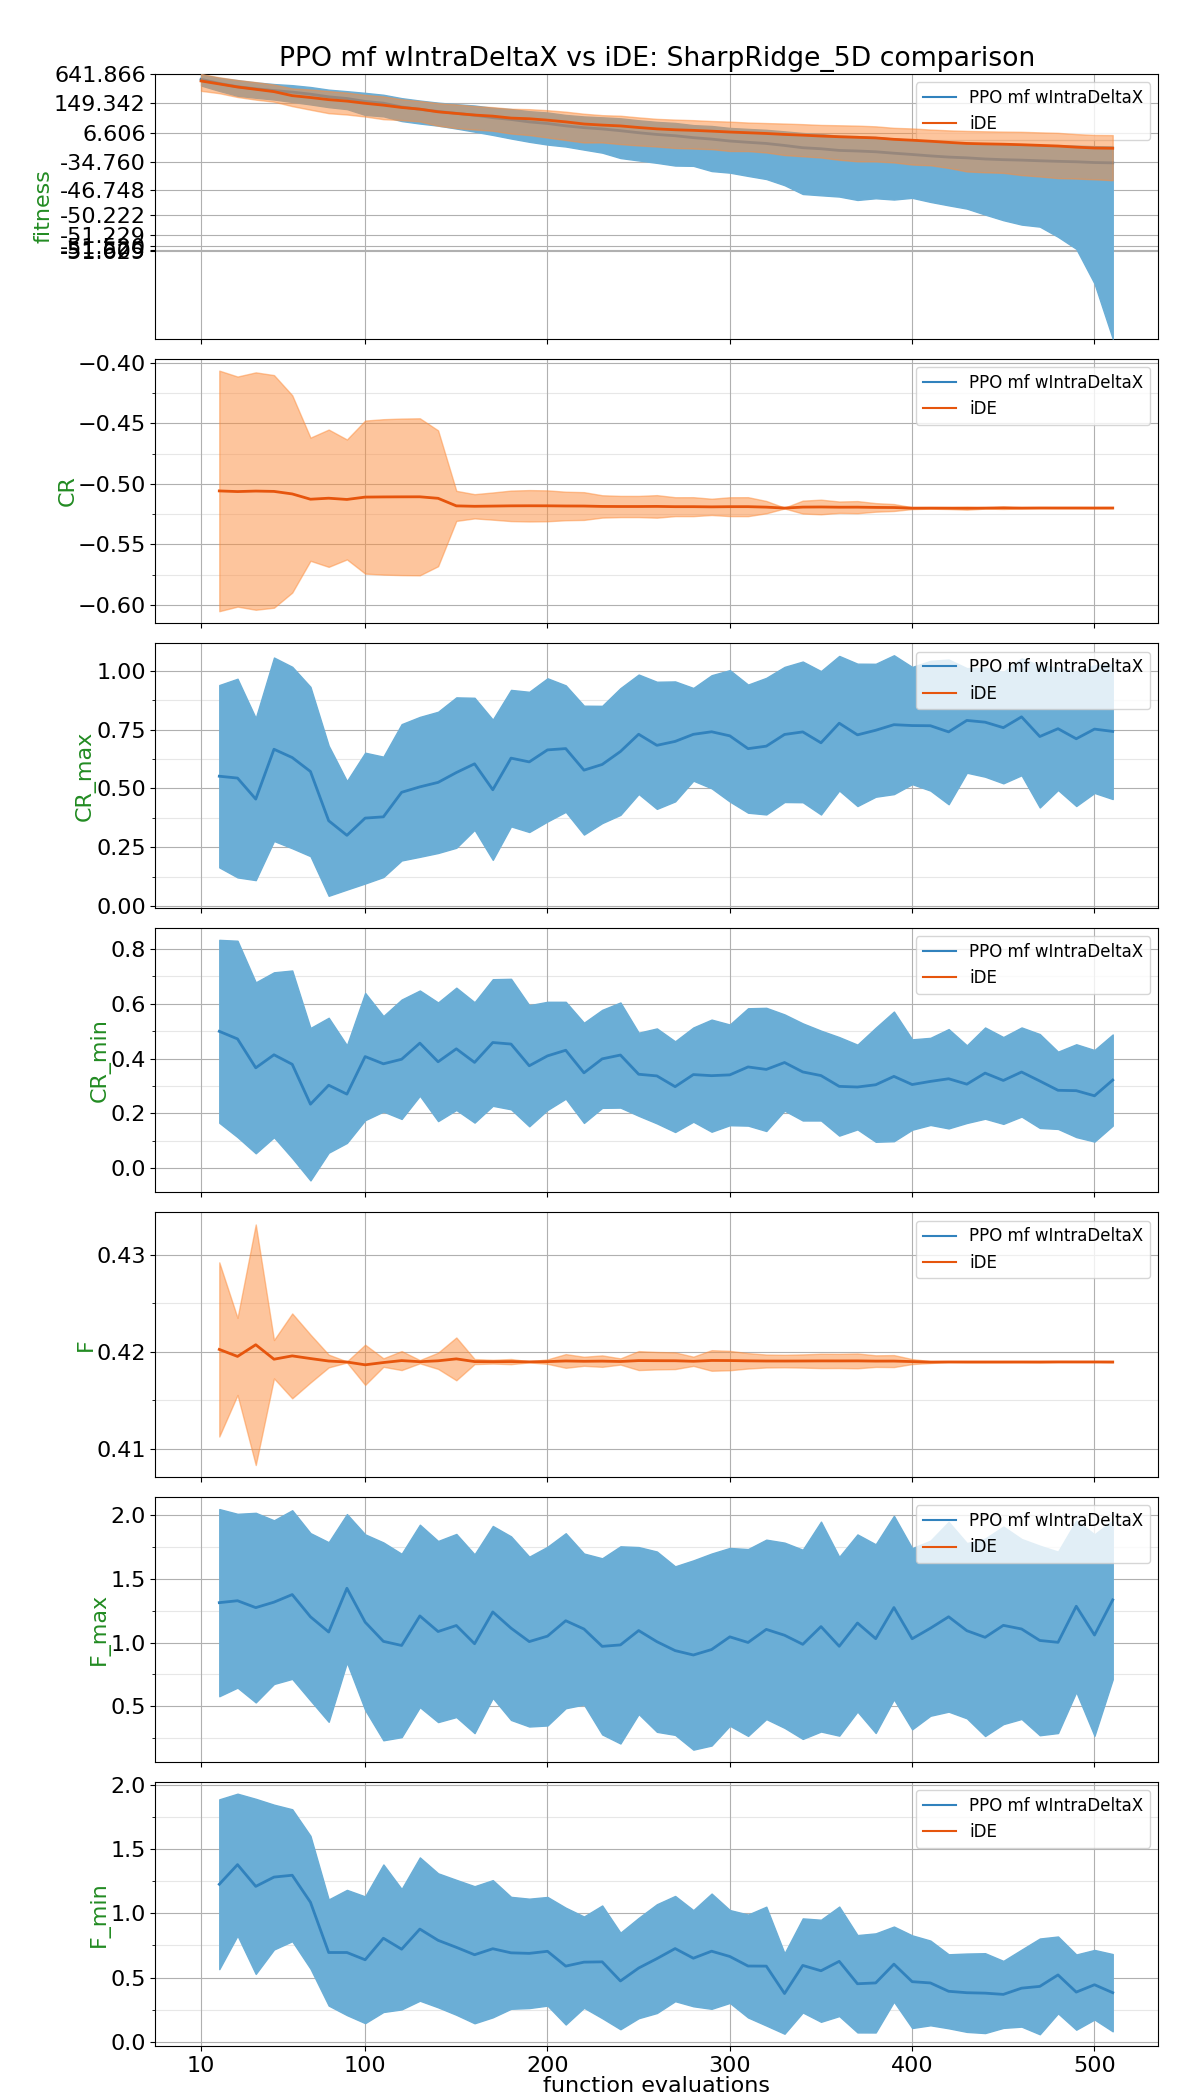 PPO mf wIntraDeltaX vs iDE: SharpRidge_5D comparison
641.866
149.342
6.606
-34.760
-46.748
-50.222
-51.229
fitness
PPO mf wIntraDeltaX
iDE
−0.40
−0.45
−0.50
−0.55
−0.60
CR
PPO mf wIntraDeltaX
iDE
1.00
0.75
0.50
0.25
0.00
CR_max
PPO mf wIntraDeltaX
iDE
0.8
0.6
0.4
0.2
0.0
CR_min
PPO mf wIntraDeltaX
iDE
0.43
0.42
0.41
F
PPO mf wIntraDeltaX
iDE
2.0
1.5
1.0
0.5
F_max
PPO mf wIntraDeltaX
iDE
2.0
1.5
1.0
0.5
0.0
F_min
PPO mf wIntraDeltaX
iDE
10 100 200 300 400 500
function evaluations